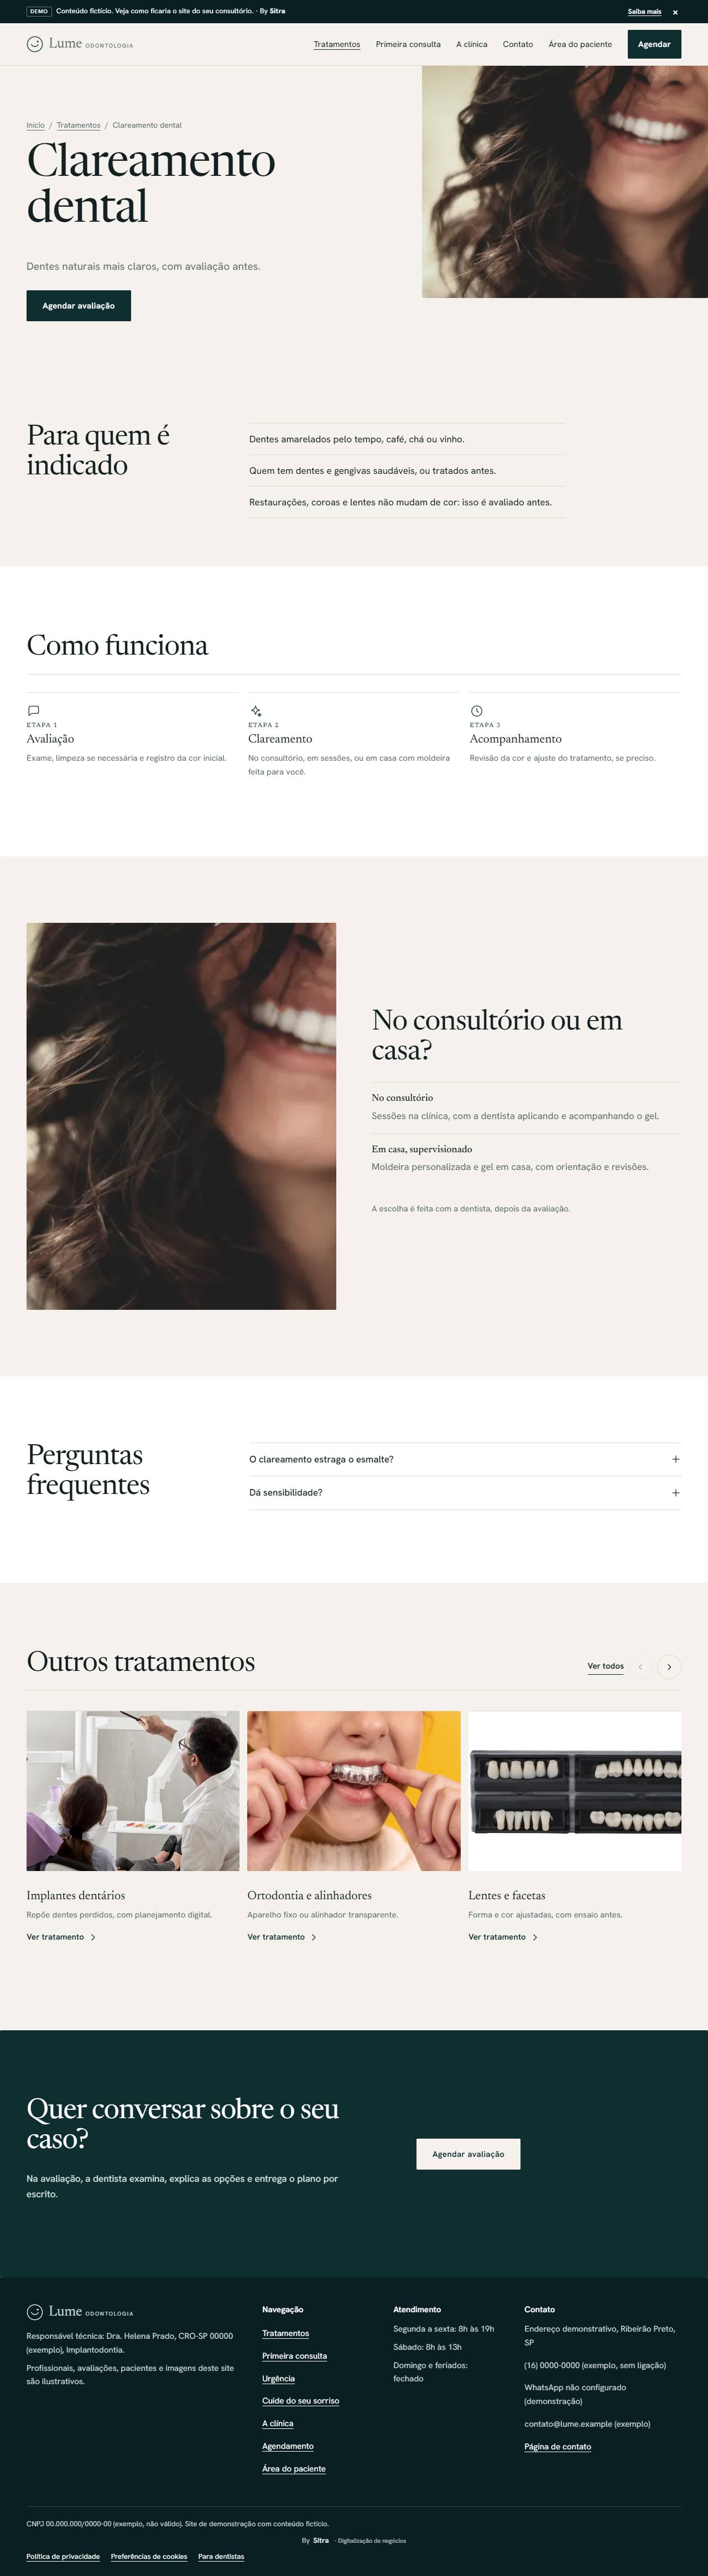 DEMO Conteúdo fictício. Veja como ficaria o site do seu consultório. · By Sitra Saiba mais ×
Lume ODONTOLOGIA Tratamentos Primeira consulta A clínica Contato Área do paciente Agendar
Início / Tratamentos / Clareamento dental
Clareamento
dental
Dentes naturais mais claros, com avaliação antes.
Agendar avaliação
Para quem é
indicado
Dentes amarelados pelo tempo, café, chá ou vinho.
Quem tem dentes e gengivas saudáveis, ou tratados antes.
Restaurações, coroas e lentes não mudam de cor: isso é avaliado antes.
Como funciona
ETAPA 1
Avaliação
Exame, limpeza se necessária e registro da cor inicial.
ETAPA 2
Clareamento
No consultório, em sessões, ou em casa com moldeira
feita para você.
ETAPA 3
Acompanhamento
Revisão da cor e ajuste do tratamento, se preciso.
No consultório ou em
casa?
No consultório
Sessões na clínica, com a dentista aplicando e acompanhando o gel.
Em casa, supervisionado
Moldeira personalizada e gel em casa, com orientação e revisões.
A escolha é feita com a dentista, depois da avaliação.
Perguntas
frequentes
O clareamento estraga o esmalte?
Dá sensibilidade?
Outros tratamentos
Ver todos
Implantes dentários
Repõe dentes perdidos, com planejamento digital.
Ver tratamento
Ortodontia e alinhadores
Aparelho fixo ou alinhador transparente.
Ver tratamento
Lentes e facetas
Forma e cor ajustadas, com ensaio antes.
Ver tratamento
Quer conversar sobre o seu
caso?
Na avaliação, a dentista examina, explica as opções e entrega o plano por
escrito.
Agendar avaliação
Lume ODONTOLOGIA
Responsável técnica: Dra. Helena Prado, CRO-SP 00000
(exemplo), Implantodontia.
Profissionais, avaliações, pacientes e imagens deste site
são ilustrativos.
Navegação
Tratamentos
Primeira consulta
Urgência
Cuide do seu sorriso
A clínica
Agendamento
Área do paciente
Atendimento
Segunda a sexta: 8h às 19h
Sábado: 8h às 13h
Domingo e feriados:
fechado
Contato
Endereço demonstrativo, Ribeirão Preto,
SP
(16) 0000-0000 (exemplo, sem ligação)
WhatsApp não configurado
(demonstração)
contato@lume.example (exemplo)
Página de contato
CNPJ 00.000.000/0000-00 (exemplo, não válido). Site de demonstração com conteúdo fictício.
By Sitra · Digitalização de negócios
Política de privacidade Preferências de cookies Para dentistas